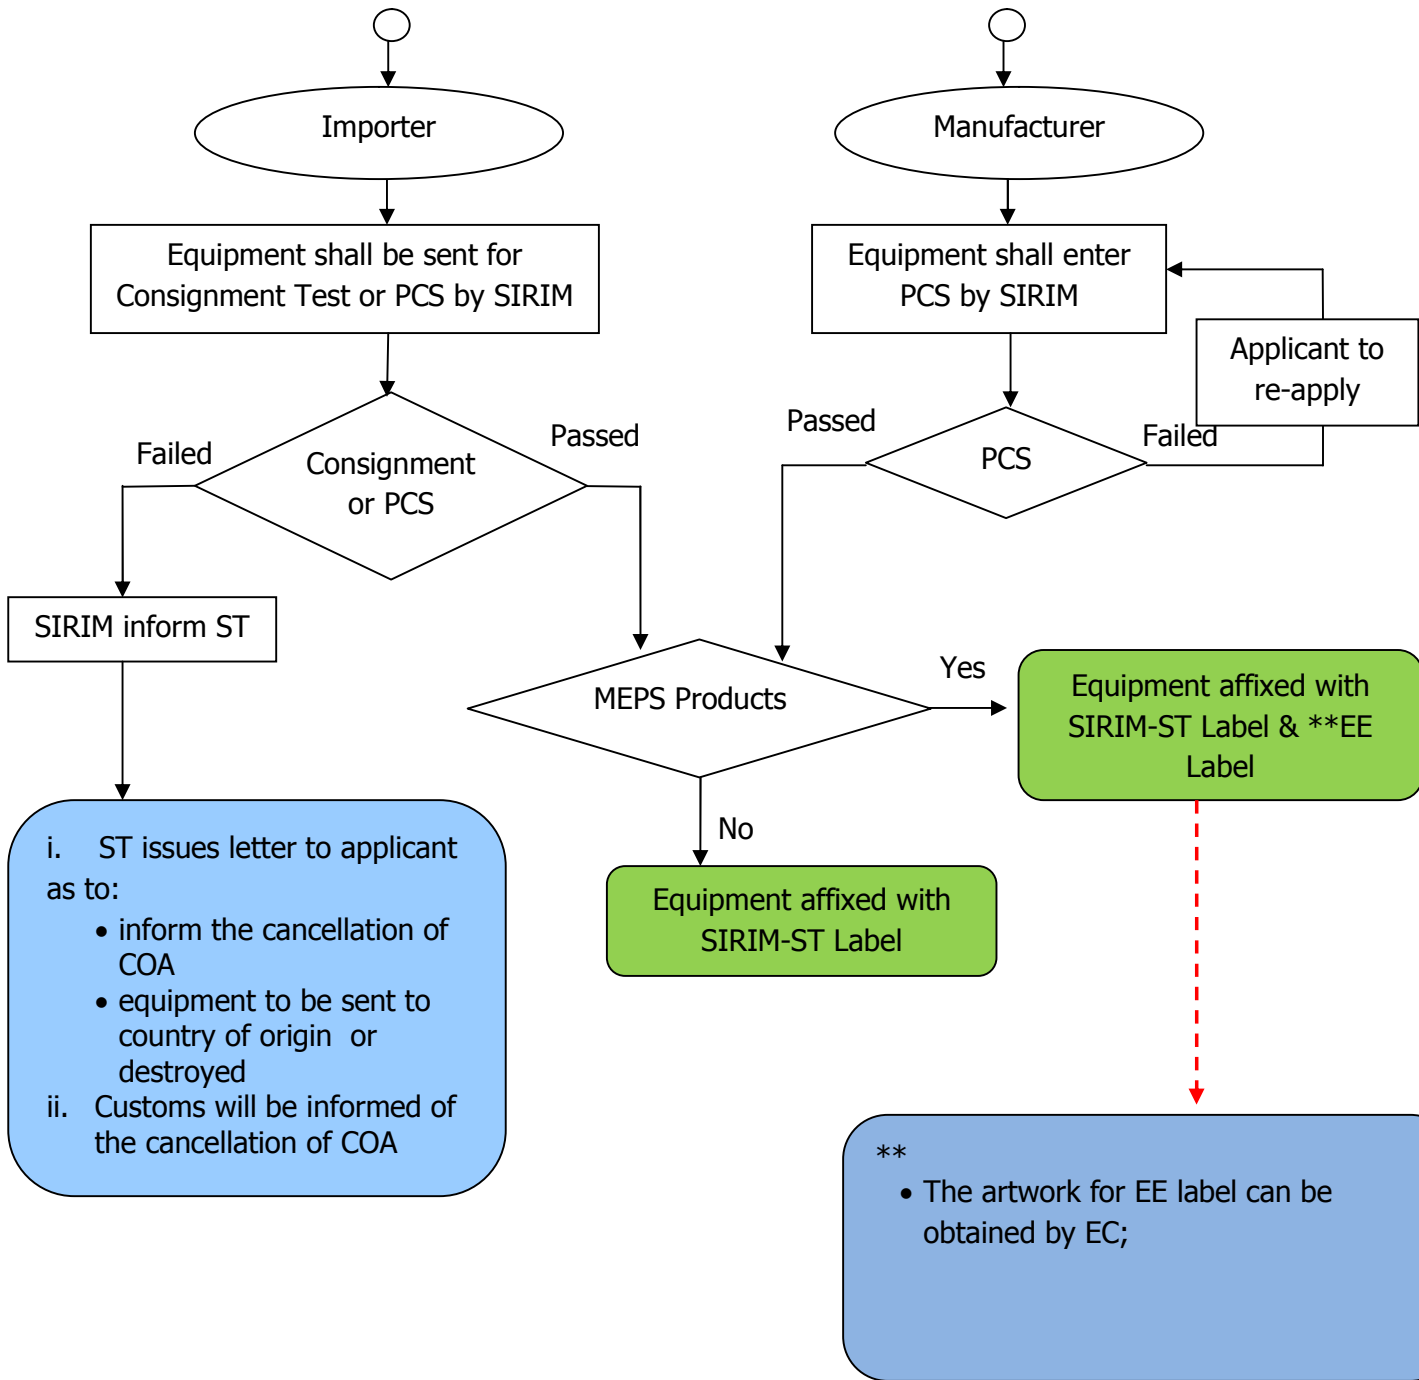 Importer
Manufacturer
Equipment shall be sent for
Consignment Test or PCS by SIRIM
Equipment shall enter
PCS by SIRIM
Applicant to
re-apply
Failed
Passed
Consignment
or PCS
Passed
Failed
PCS
SIRIM inform ST
MEPS Products
Yes
No
Equipment affixed with
SIRIM-ST Label & **EE
Label
Equipment affixed with
SIRIM-ST Label
i. ST issues letter to applicant
as to:
• inform the cancellation of
COA
• equipment to be sent to
country of origin or
destroyed
ii. Customs will be informed of
the cancellation of COA
**
• The artwork for EE label can be
obtained by EC;